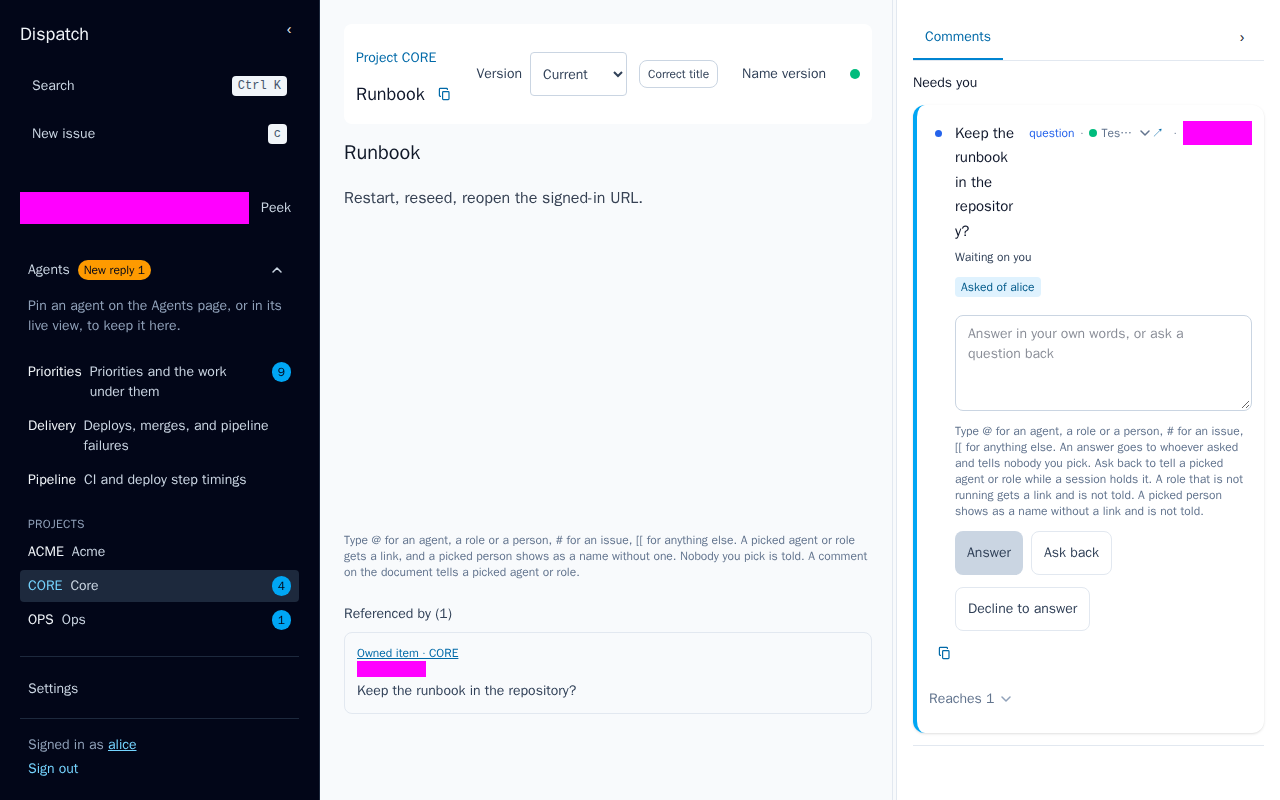 Dispatch
Search
Ctrl K
New issue
c
Peek
Agents
New reply 1
Pin an agent on the Agents page, or in its
live view, to keep it here.
Priorities
Priorities and the work
under them
9
Delivery
Deploys, merges, and pipeline
failures
Pipeline
CI and deploy step timings
PROJECTS
ACME Acme
CORE Core
4
OPS Ops
1
Settings
Signed in as alice
Sign out
Project CORE
Runbook
Version
Current
Correct title
Name version
Runbook
Restart, reseed, reopen the signed-in URL.
Type @ for an agent, a role or a person, # for an issue, [[ for anything else. A picked agent or role
gets a link, and a picked person shows as a name without one. Nobody you pick is told. A comment
on the document tells a picked agent or role.
Referenced by (1)
Owned item · CORE
Keep the runbook in the repository?
Comments
Needs you
Keep the
runbook
in the
repositor
y?
question · Tes··· ↗ ·
Waiting on you
Asked of alice
Answer in your own words, or ask a
question back
Type @ for an agent, a role or a person, # for an issue,
[[ for anything else. An answer goes to whoever asked
and tells nobody you pick. Ask back to tell a picked
agent or role while a session holds it. A role that is not
running gets a link and is not told. A picked person
shows as a name without a link and is not told.
Answer
Ask back
Decline to answer
Reaches 1